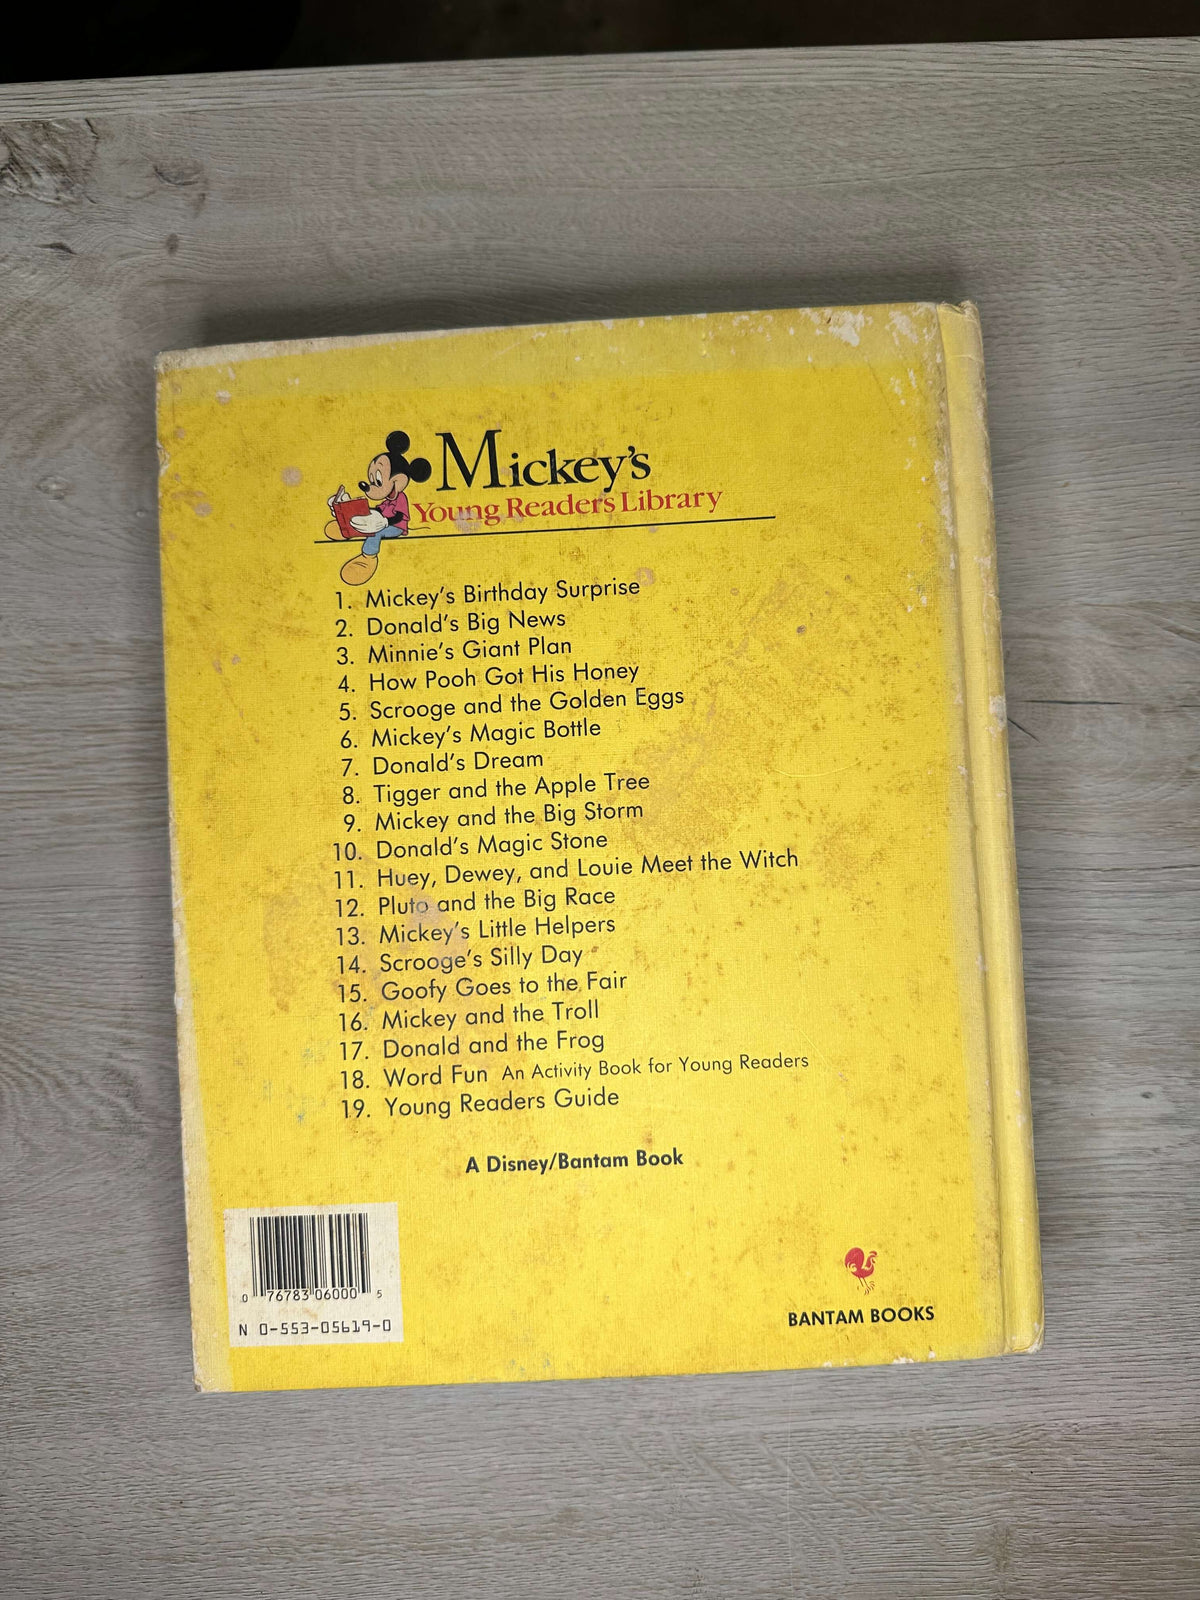 Mickey's
Young Readers Library
1. Mickey's Birthday Surprise
2. Donald's Big News
3. Minnie's Giant Plan
4. How Pooh Got His Honey
5. Scrooge and the Golden Eggs
6. Mickey's Magic Bottle
7. Donald's Dream
8. Tigger and the Apple Tree
9. Mickey and the Big Storm
10. Donald's Magic Stone
11. Huey, Dewey, and Louie Meet the Witch
12. Pluto and the Big Race
13. Mickey's Little Helpers
14. Scrooge's Silly Day
15. Goofy Goes to the Fair
16. Mickey and the Troll
17. Donald and the Frog
18. Word Fun An Activity Book for Young Readers
19. Young Readers Guide
A Disney/Bantam Book
0 76783 06000 5
N 0-553-05619-0
BANTAM BOOKS